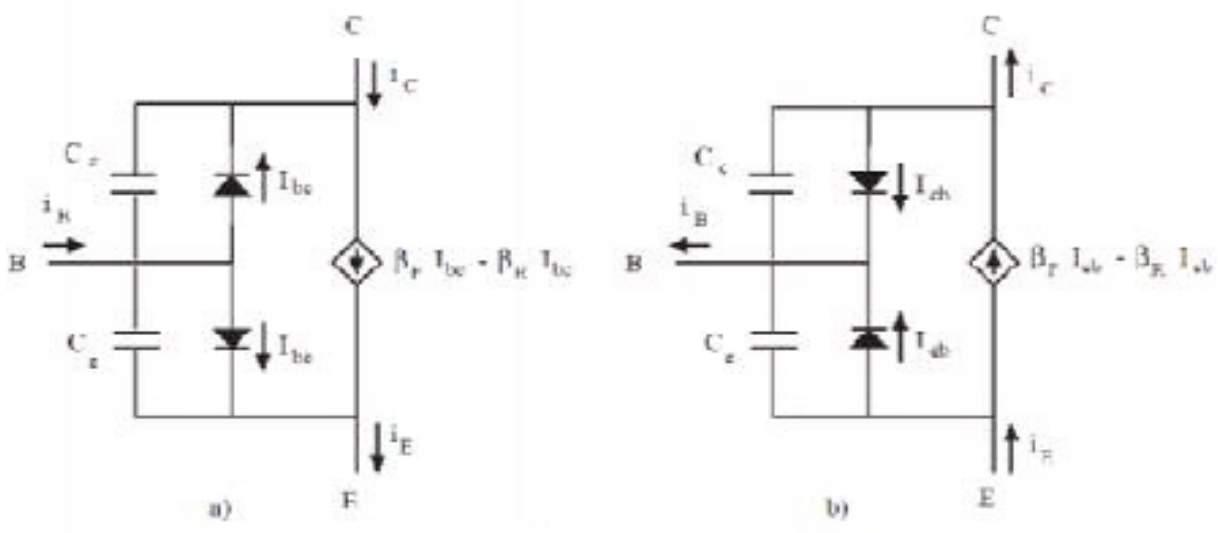 C
i_C
C_c
I_bc
i_B
B
β_F I_be - β_R I_bc
C_e
I_be
i_E
E
a)
C
i_C
C_c
I_cb
i_B
B
β_F I_eb - β_R I_cb
C_e
I_eb
i_E
E
b)